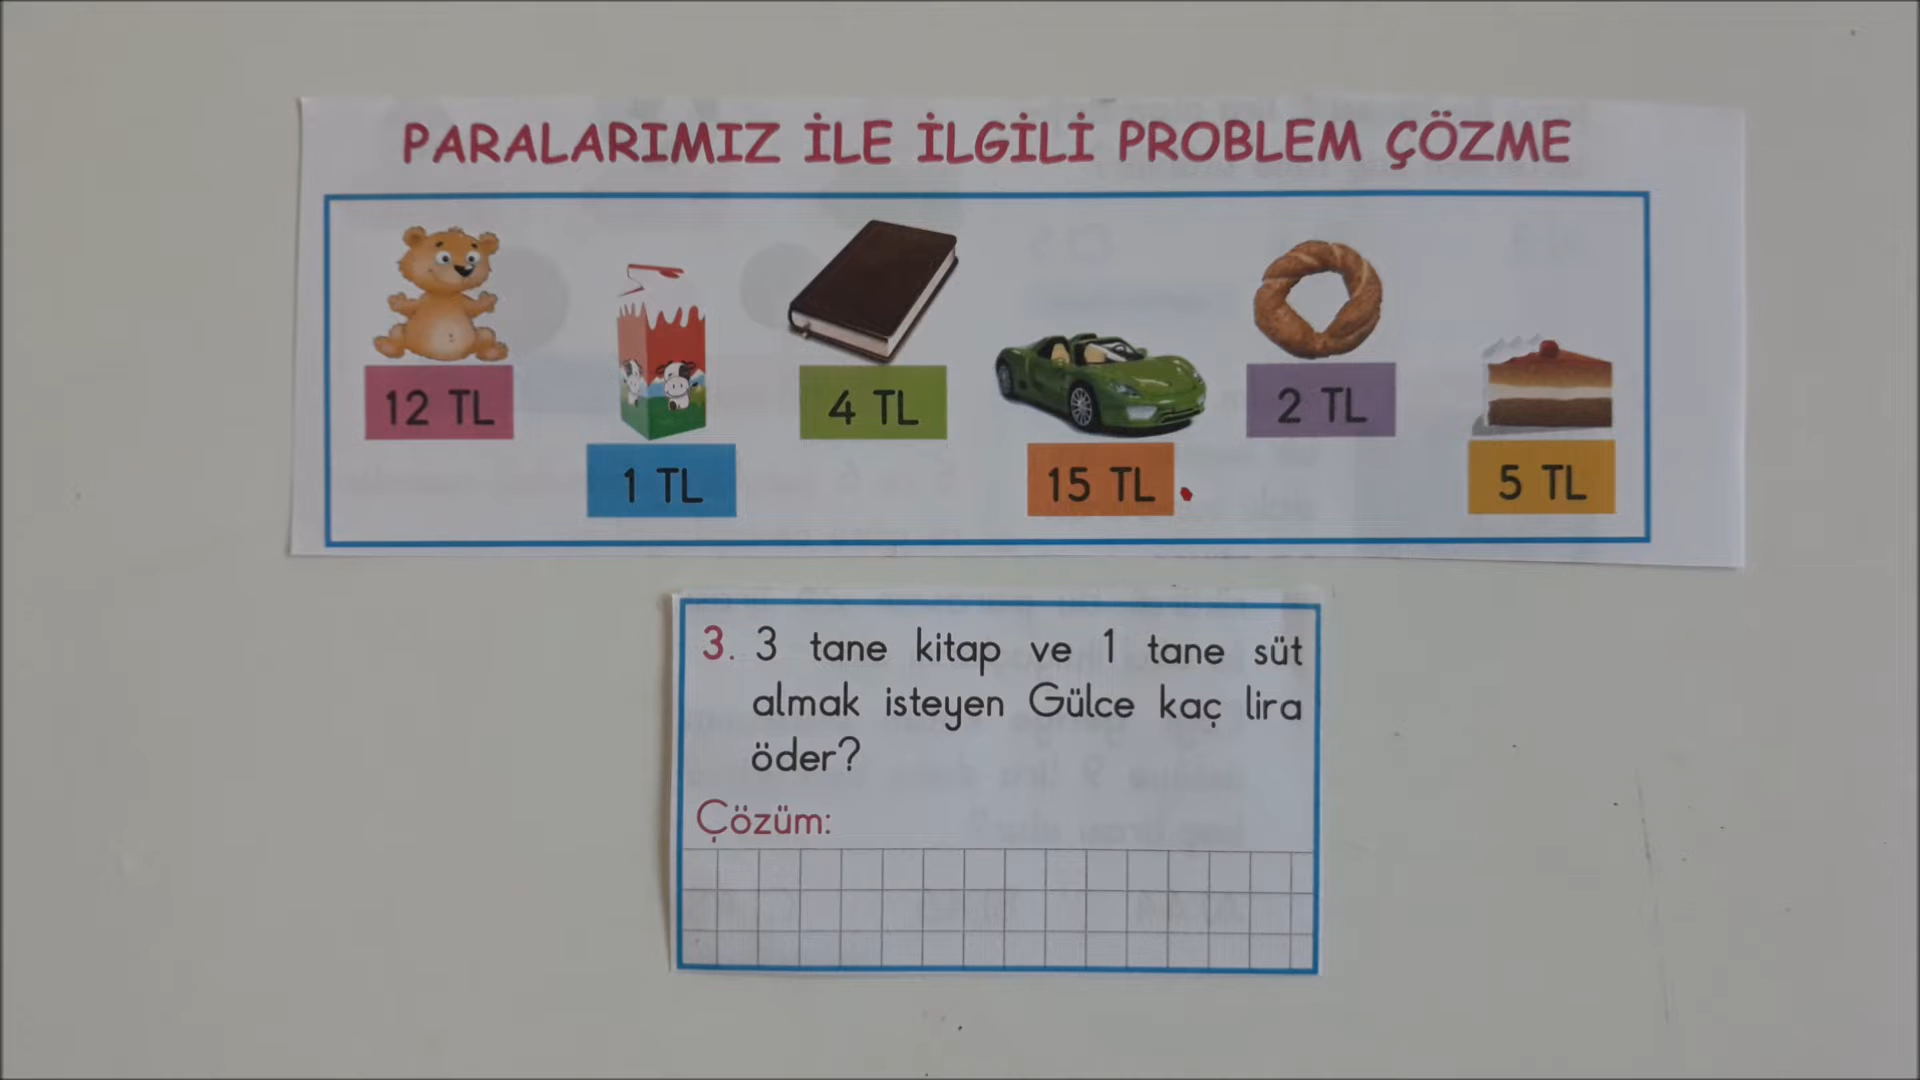 PARALARIMIZ İLE İLGİLİ PROBLEM ÇÖZME
12 TL
1 TL
4 TL
15 TL
2 TL
5 TL
3. 3 tane kitap ve 1 tane süt
almak isteyen Gülce kaç lira
öder?
Çözüm: